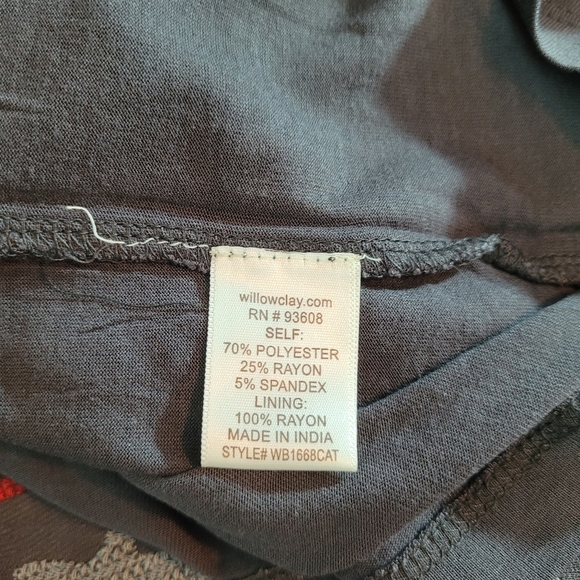 willowclay.com
RN # 93608
SELF:
70% POLYESTER
25% RAYON
5% SPANDEX
LINING:
100% RAYON
MADE IN INDIA
STYLE# WB1668CAT